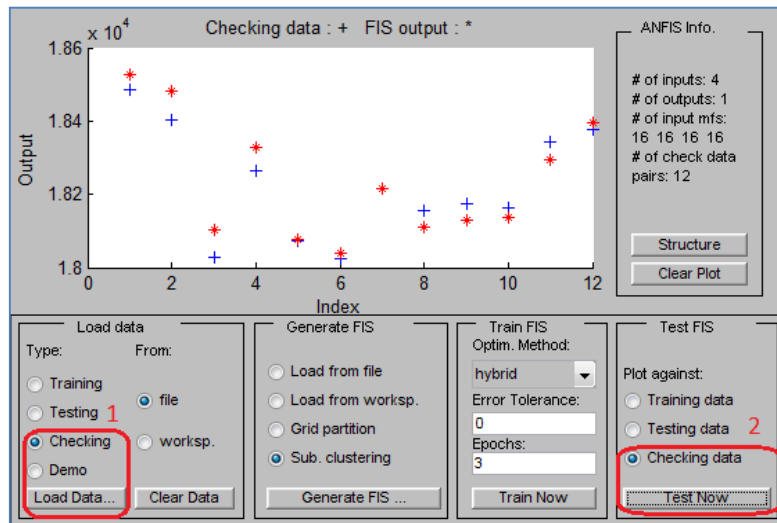 x 10^4
Checking data : +   FIS output : *
1.86
1.84
1.82
1.8
Output
0 2 4 6 8 10 12
Index
ANFIS Info.
# of inputs: 4
# of outputs: 1
# of input mfs:
16 16 16 16
# of check data
pairs: 12
Structure
Clear Plot
Load data
Type: From:
Training
Testing 1
Checking
Demo
file
worksp.
Load Data... Clear Data
Generate FIS
Load from file
Load from worksp.
Grid partition
Sub. clustering
Generate FIS ...
Train FIS
Optim. Method:
hybrid
Error Tolerance:
0
Epochs:
3
Train Now
Test FIS
Plot against:
Training data
Testing data 2
Checking data
Test Now